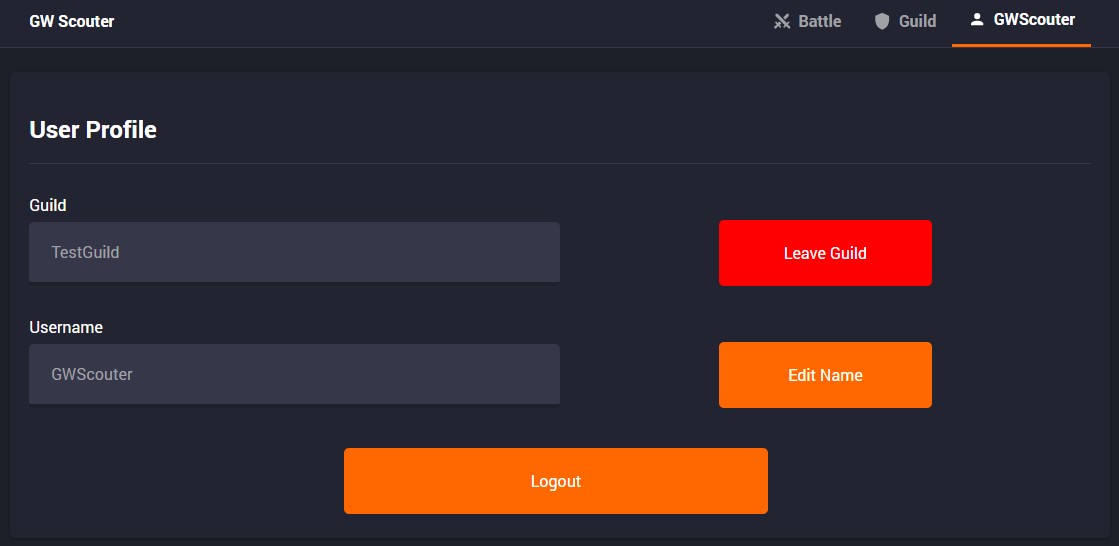 GW Scouter
Battle
Guild
GWScouter
User Profile
Guild
TestGuild
Leave Guild
Username
GWScouter
Edit Name
Logout